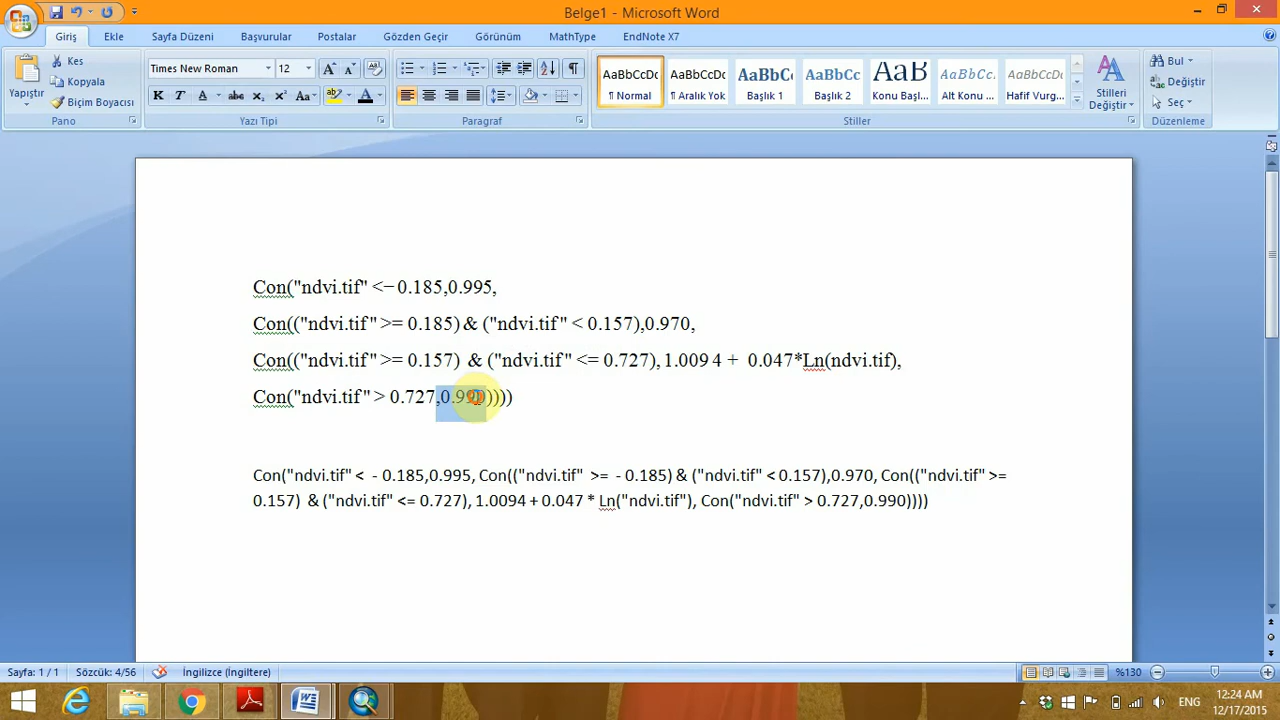 Belge1 - Microsoft Word
Giriş Ekle Sayfa Düzeni Başvurular Postalar Gözden Geçir Görünüm MathType EndNote X7
Yapıştır Kes Kopyala Biçim Boyacısı
Times New Roman 12
K T A abc x₂ x² Aa
AaBbCcDc AaBbCcDc AaBbC AaBbCc AaB AaBbCc. AaBbCcDc
¶ Normal ¶ Aralık Yok Başlık 1 Başlık 2 Konu Başl... Alt Konu ... Hafif Vurg...
Stilleri Değiştir
Bul
Değiştir
Seç
Pano Yazı Tipi Paragraf Stiller Düzenleme
Con("ndvi.tif" <− 0.185,0.995,
Con(("ndvi.tif" >= 0.185) & ("ndvi.tif" < 0.157),0.970,
Con(("ndvi.tif" >= 0.157) & ("ndvi.tif" <= 0.727), 1.0094 + 0.047*Ln(ndvi.tif),
Con("ndvi.tif" > 0.727,0.990))))
Con("ndvi.tif" < - 0.185,0.995, Con(("ndvi.tif" >= - 0.185) & ("ndvi.tif" < 0.157),0.970, Con(("ndvi.tif" >=
0.157) & ("ndvi.tif" <= 0.727), 1.0094 + 0.047 * Ln("ndvi.tif"), Con("ndvi.tif" > 0.727,0.990))))
Sayfa: 1 / 1 Sözcük: 4/56 İngilizce (İngiltere) %130
ENG
12:24 AM
12/17/2015